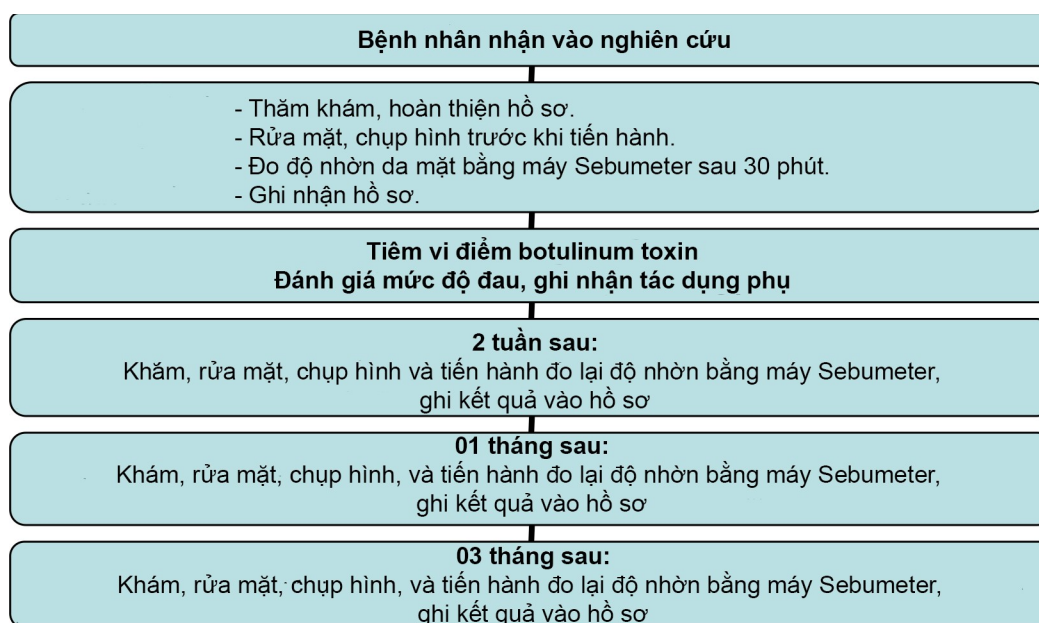 Bệnh nhân nhận vào nghiên cứu
- Thăm khám, hoàn thiện hồ sơ.
- Rửa mặt, chụp hình trước khi tiến hành.
- Đo độ nhờn da mặt bằng máy Sebumeter sau 30 phút.
- Ghi nhận hồ sơ.
Tiêm vi điểm botulinum toxin
Đánh giá mức độ đau, ghi nhận tác dụng phụ
2 tuần sau:
Khăm, rửa mặt, chụp hình và tiến hành đo lại độ nhờn bằng máy Sebumeter,
ghi kết quả vào hồ sơ
01 tháng sau:
Khám, rửa mặt, chụp hình, và tiến hành đo lại độ nhờn bằng máy Sebumeter,
ghi kết quả vào hồ sơ
03 tháng sau:
Khám, rửa mặt, chụp hình, và tiến hành đo lại độ nhờn bằng máy Sebumeter,
ghi kết quả vào hồ sơ